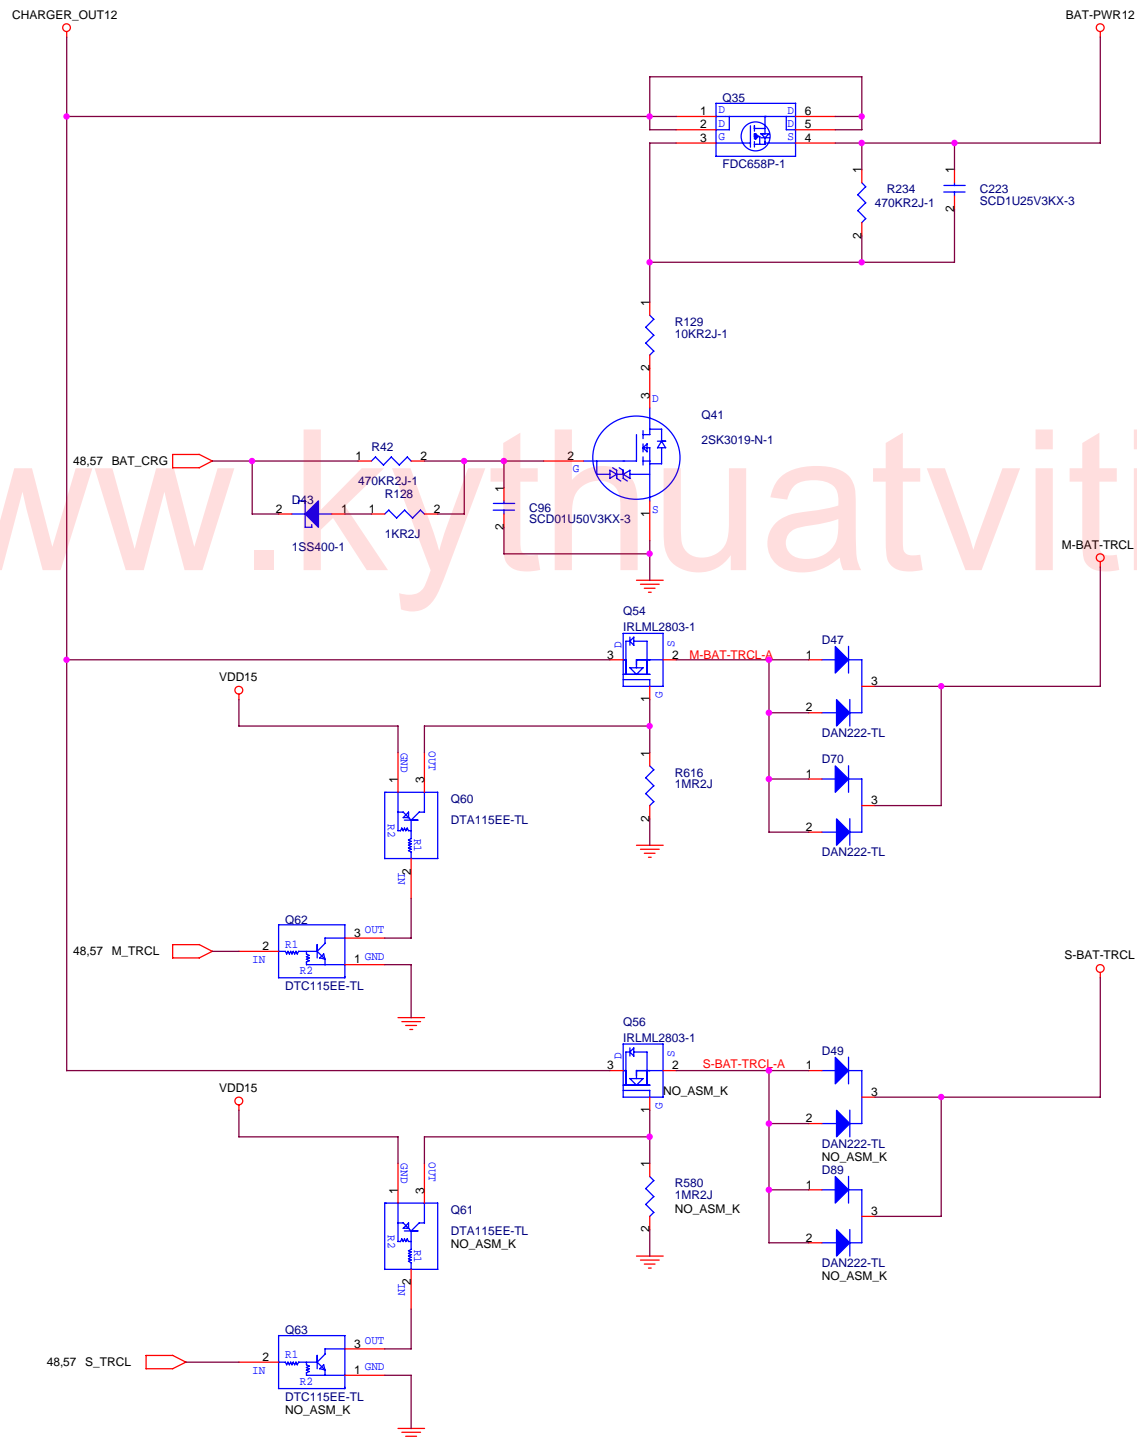 CHARGER_OUT12
BAT-PWR12
Q35
1 D D 6
2 D D 5
3 G S 4
FDC658P-1
1
R234
470KR2J-1
2
1
C223
SCD1U25V3KX-3
2
1
R129
10KR2J-1
2
3 D
Q41
2SK3019-N-1
2
G
1
S
48,57 BAT_CRG
R42
1 2
470KR2J-1
D43
2 1
1SS400-1
R128
1 2
1KR2J
1
C96
SCD01U50V3KX-3
2
www.kythuatviti
M-BAT-TRCL
Q54
IRLML2803-1
3 D S 2
M-BAT-TRCL-A
G
1
D47
1
2
3
DAN222-TL
D70
1
2
3
DAN222-TL
VDD15
GND OUT
1 3
Q60
DTA115EE-TL
R2 R1
2
IN
1
R616
1MR2J
2
48,57 M_TRCL
Q62
2
IN
R1
R2
3 OUT
1 GND
DTC115EE-TL
S-BAT-TRCL
Q56
IRLML2803-1
3 D S 2
S-BAT-TRCL-A
NO_ASM_K
G
1
D49
1
2
3
DAN222-TL
NO_ASM_K
D89
1
2
3
DAN222-TL
NO_ASM_K
VDD15
GND OUT
1 3
Q61
DTA115EE-TL
NO_ASM_K
R2 R1
2
IN
1
R580
1MR2J
NO_ASM_K
2
48,57 S_TRCL
Q63
2
IN
R1
R2
3 OUT
1 GND
DTC115EE-TL
NO_ASM_K